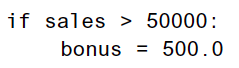 if sales > 50000:
    bonus = 500.0